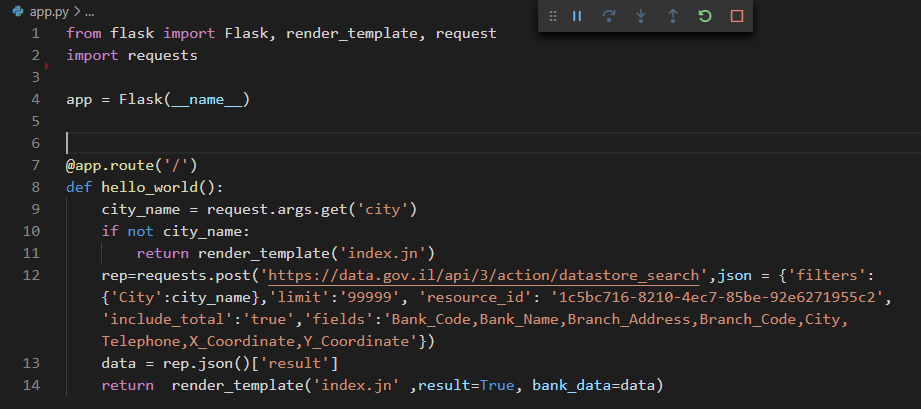 app.py > ...
1 from flask import Flask, render_template, request
2 import requests
3
4 app = Flask(__name__)
5
6
7 @app.route('/')
8 def hello_world():
9     city_name = request.args.get('city')
10     if not city_name:
11         return render_template('index.jn')
12     rep=requests.post('https://data.gov.il/api/3/action/datastore_search',json = {'filters':
{'City':city_name},'limit':'99999', 'resource_id': '1c5bc716-8210-4ec7-85be-92e6271955c2',
'include_total':'true','fields':'Bank_Code,Bank_Name,Branch_Address,Branch_Code,City,
Telephone,X_Coordinate,Y_Coordinate'})
13     data = rep.json()['result']
14     return  render_template('index.jn' ,result=True, bank_data=data)